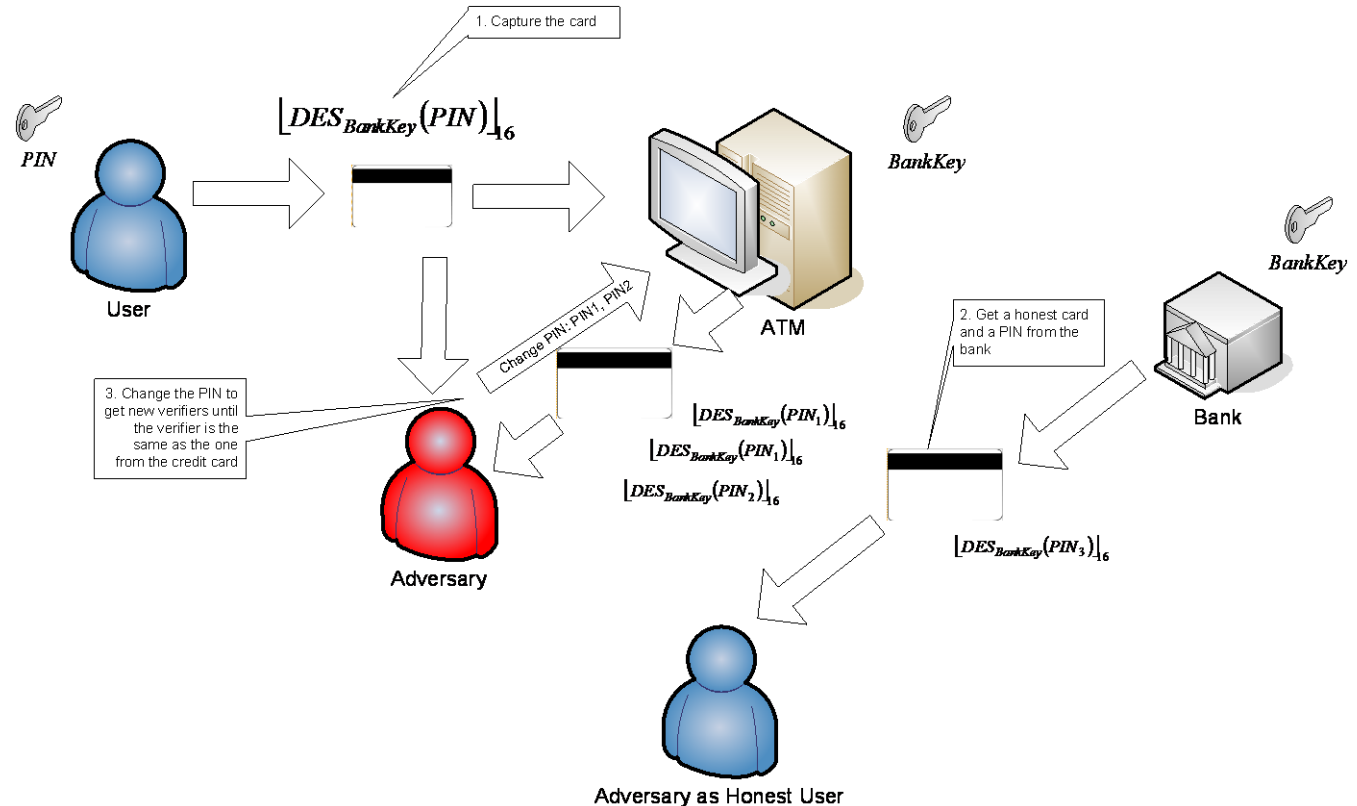 1. Capture the card
⌊DES_BankKey(PIN)⌋_16
PIN
BankKey
User
ATM
BankKey
2. Get a honest card
and a PIN from the
bank
Change PIN: PIN1, PIN2
3. Change the PIN to
get new verifiers until
the verifier is the
same as the one
from the credit card
Bank
⌊DES_BankKey(PIN_1)⌋_16
⌊DES_BankKey(PIN_1)⌋_16
⌊DES_BankKey(PIN_2)⌋_16
⌊DES_BankKey(PIN_3)⌋_16
Adversary
Adversary as Honest User